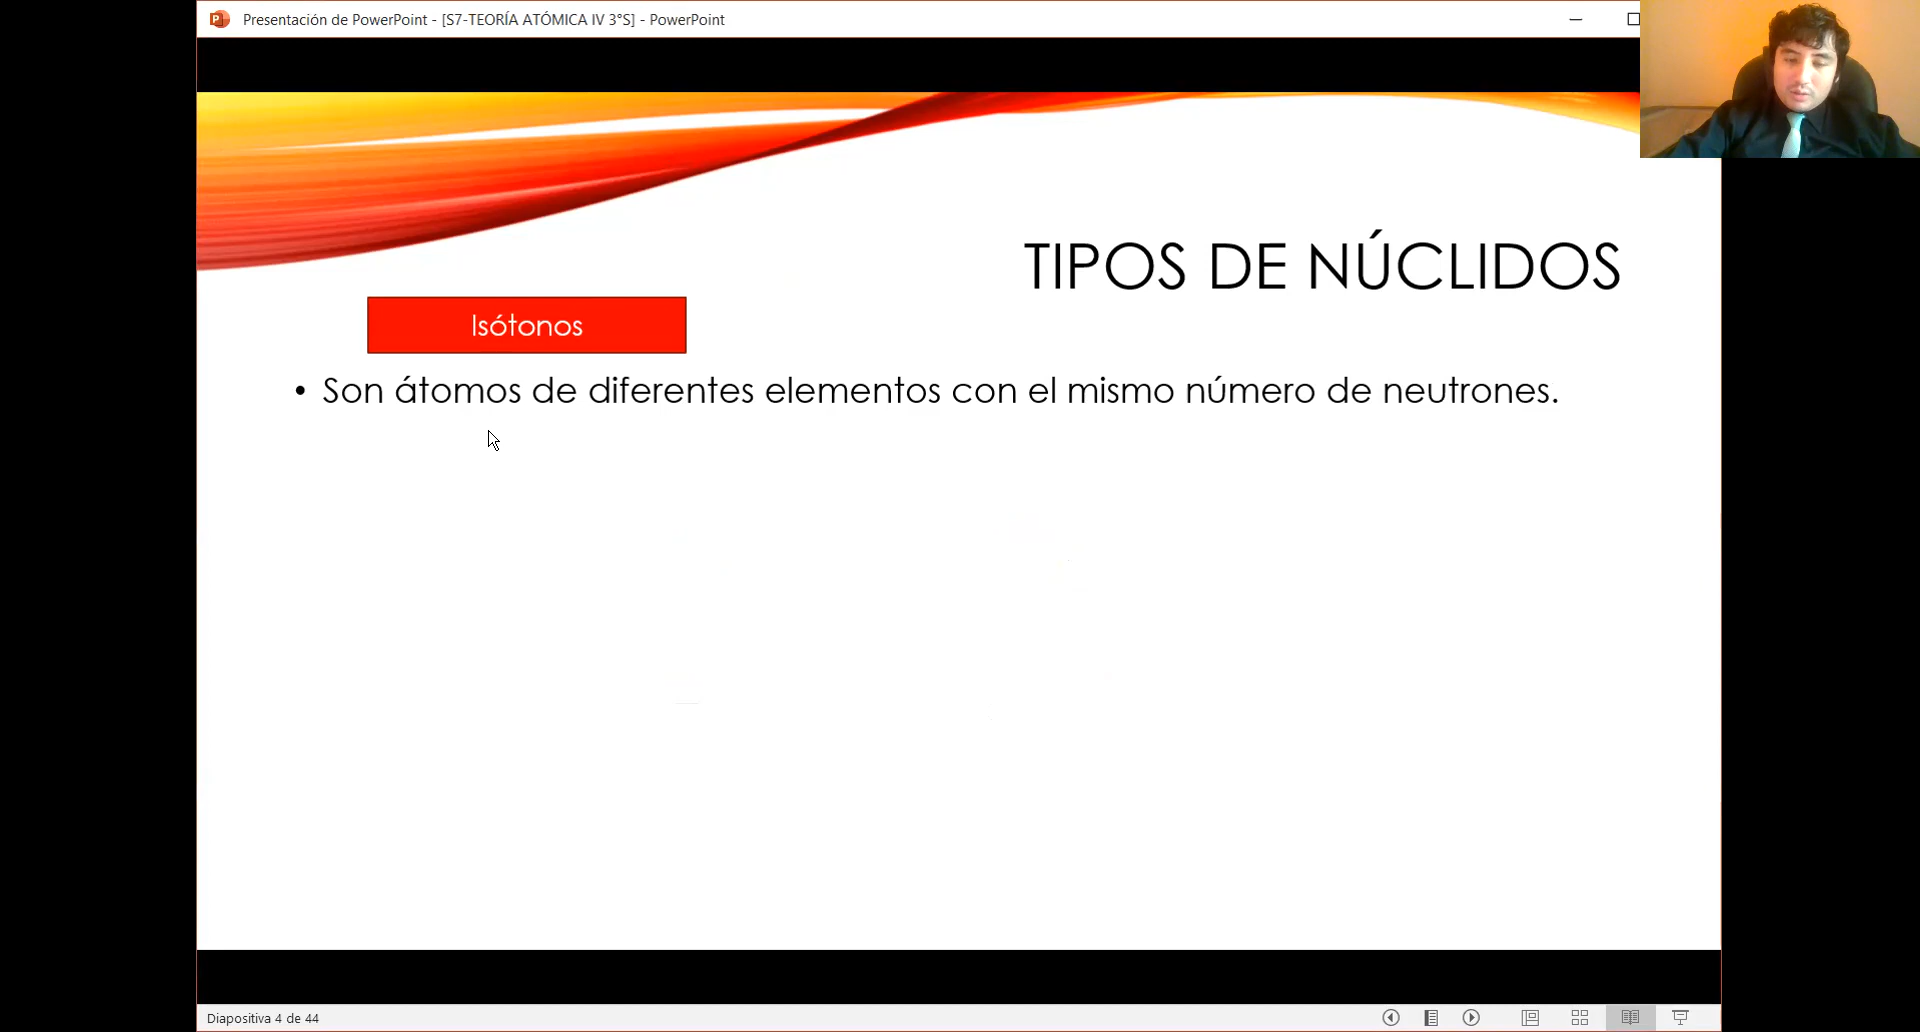 Presentación de PowerPoint - [S7-TEORÍA ATÓMICA IV 3°S] - PowerPoint
TIPOS DE NÚCLIDOS
Isótonos
• Son átomos de diferentes elementos con el mismo número de neutrones.
Diapositiva 4 de 44